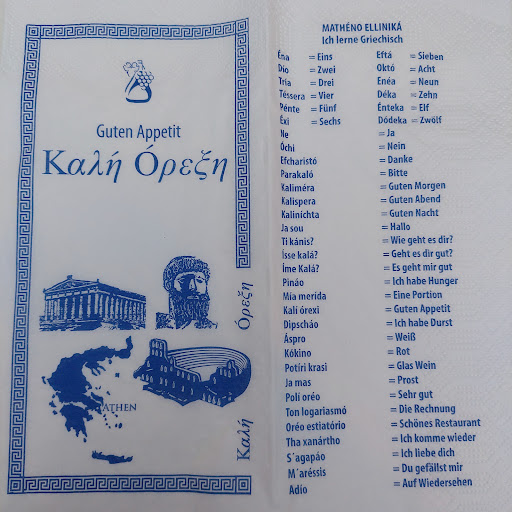 Guten Appetit
Καλή Όρεξη
Καλή Όρεξη
ATHEN
MATHÉNO ELLINIKÁ
Ich lerne Griechisch
Éna = Eins Eftá = Sieben
Dío = Zwei Októ = Acht
Tría = Drei Enéa = Neun
Téssera = Vier Déka = Zehn
Pénte = Fünf Énteka = Elf
Éxi = Sechs Dódeka = Zwölf
Ne = Ja
Óchi = Nein
Efcharistó = Danke
Parakaló = Bitte
Kaliméra = Guten Morgen
Kalispera = Guten Abend
Kaliníchta = Guten Nacht
Ja sou = Hallo
Ti kánis? = Wie geht es dir?
Ísse kalá? = Geht es dir gut?
Íme Kalá? = Es geht mir gut
Pináo = Ich habe Hunger
Mía merída = Eine Portion
Kalí órexi = Guten Appetit
Dipscháo = Ich habe Durst
Áspro = Weiß
Kókino = Rot
Potíri krasi = Glas Wein
Ja mas = Prost
Polí oréo = Sehr gut
Ton logariasmó = Die Rechnung
Oréo estiatório = Schönes Restaurant
Tha xanártho = Ich komme wieder
S´agapáo = Ich liebe dich
M´aréssis = Du gefällst mir
Adío = Auf Wiedersehen